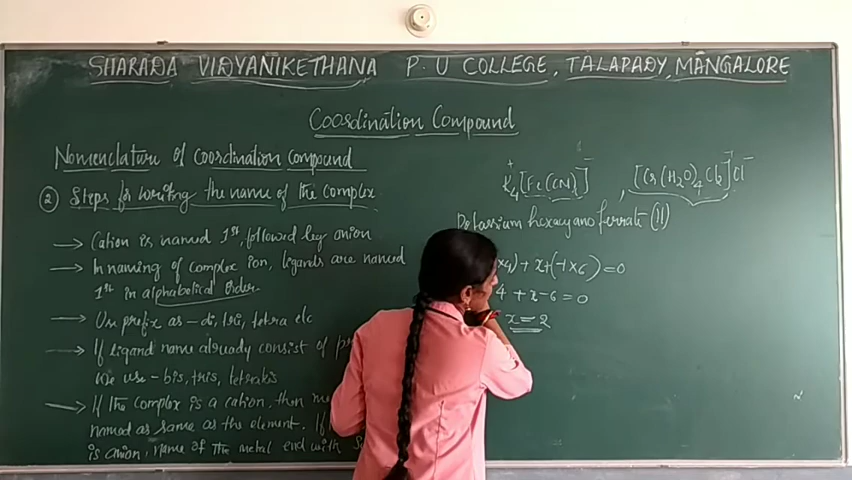 SHARADA VIDYANIKETHANA P.U COLLEGE, TALAPADY, MANGALORE
Coordination Compound
Nomenclature of coordination compound
② Steps for writing the name of the complex
→ Cation is named 1st, followed by anion
→ In naming of complex ion, ligands are named
1st in alphabetical order
→ Use prefix as - di, tri, tetra etc
→ If ligand name already consist of
We use - bis, tris, tetrakis
→ If the complex is a cation, then
named as same as the element. If
is anion, name of the metal end with
K4[Fe(CN)6]⁻, [Cr(H2O)4Cl2]⁺Cl⁻
Potassium hexacyano ferrate (II)
×4) + x + (-1×6) = 0
4 + x - 6 = 0
x = 2